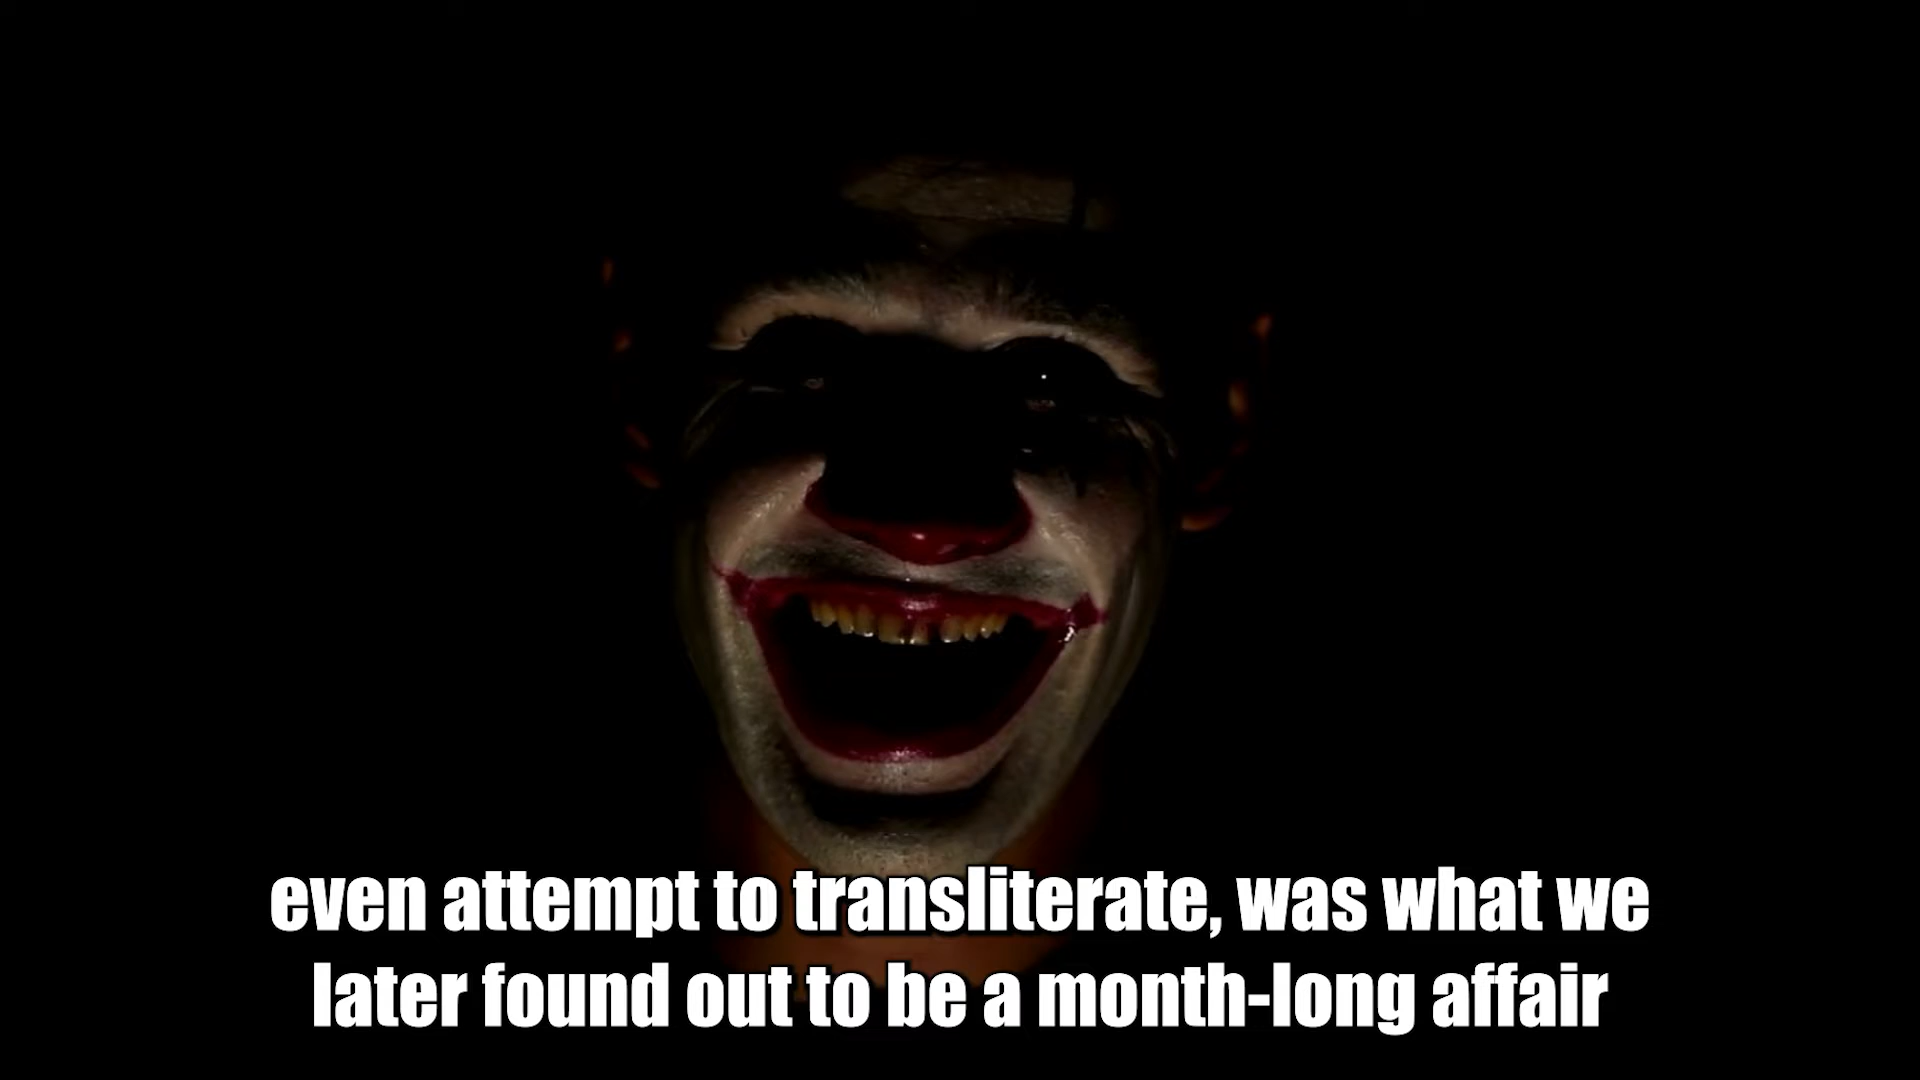 even attempt to transliterate, was what we
later found out to be a month-long affair